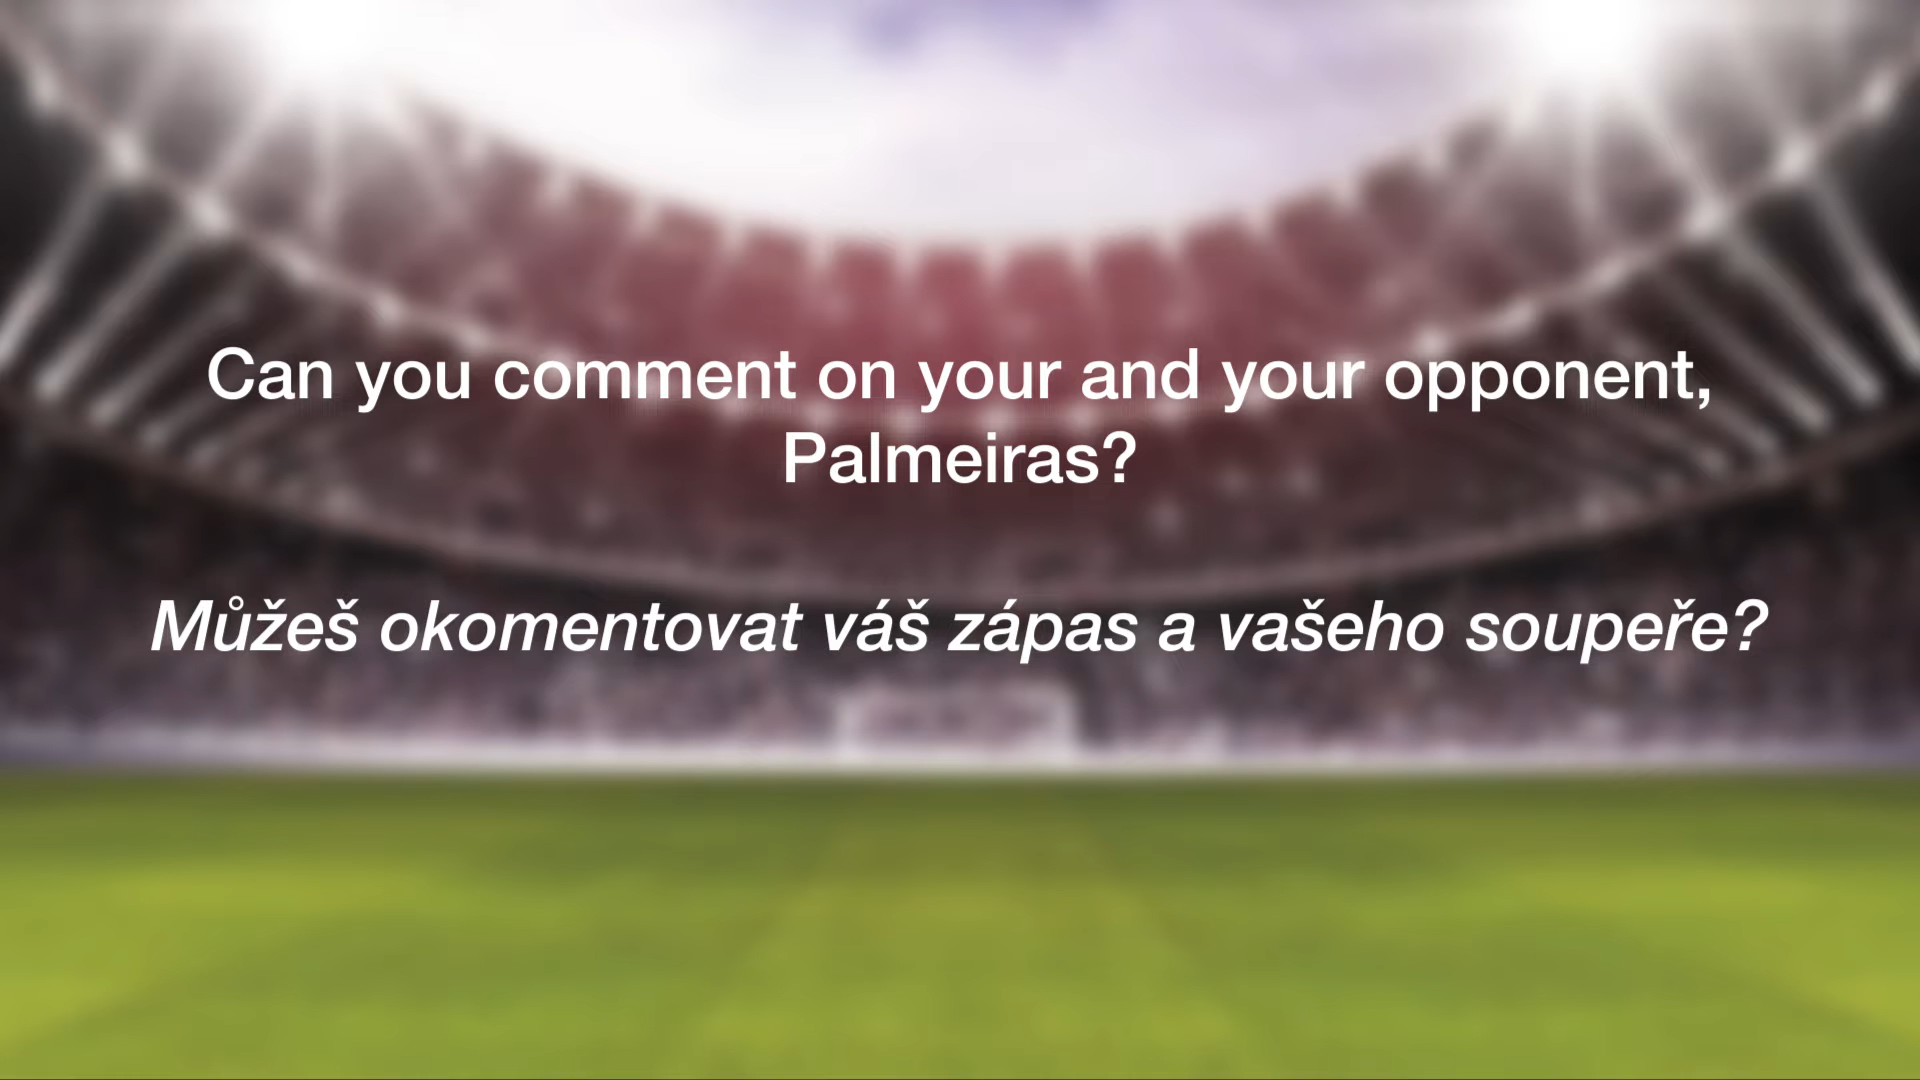 Can you comment on your and your opponent,
Palmeiras?
Můžeš okomentovat váš zápas a vašeho soupeře?